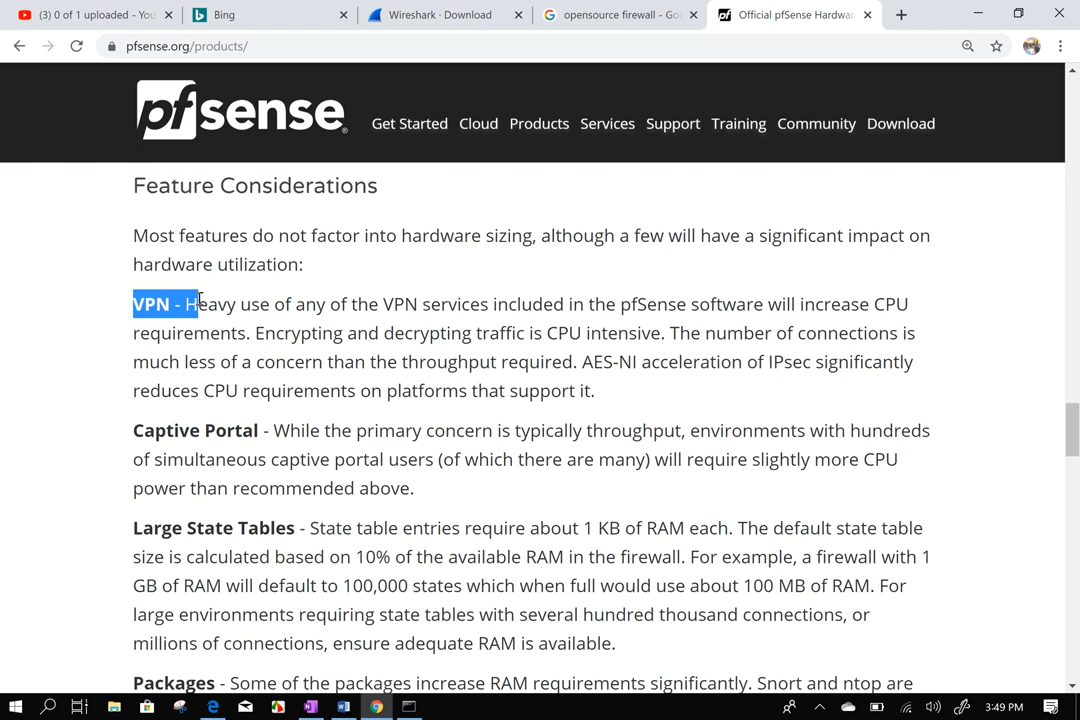 (3) 0 of 1 uploaded - You
Bing
Wireshark · Download
opensource firewall - Go
Official pfSense Hardwar
pfsense.org/products/
pfsense
Get Started Cloud Products Services Support Training Community Download
Feature Considerations
Most features do not factor into hardware sizing, although a few will have a significant impact on
hardware utilization:
VPN - Heavy use of any of the VPN services included in the pfSense software will increase CPU
requirements. Encrypting and decrypting traffic is CPU intensive. The number of connections is
much less of a concern than the throughput required. AES-NI acceleration of IPsec significantly
reduces CPU requirements on platforms that support it.
Captive Portal - While the primary concern is typically throughput, environments with hundreds
of simultaneous captive portal users (of which there are many) will require slightly more CPU
power than recommended above.
Large State Tables - State table entries require about 1 KB of RAM each. The default state table
size is calculated based on 10% of the available RAM in the firewall. For example, a firewall with 1
GB of RAM will default to 100,000 states which when full would use about 100 MB of RAM. For
large environments requiring state tables with several hundred thousand connections, or
millions of connections, ensure adequate RAM is available.
Packages - Some of the packages increase RAM requirements significantly. Snort and ntop are
3:49 PM